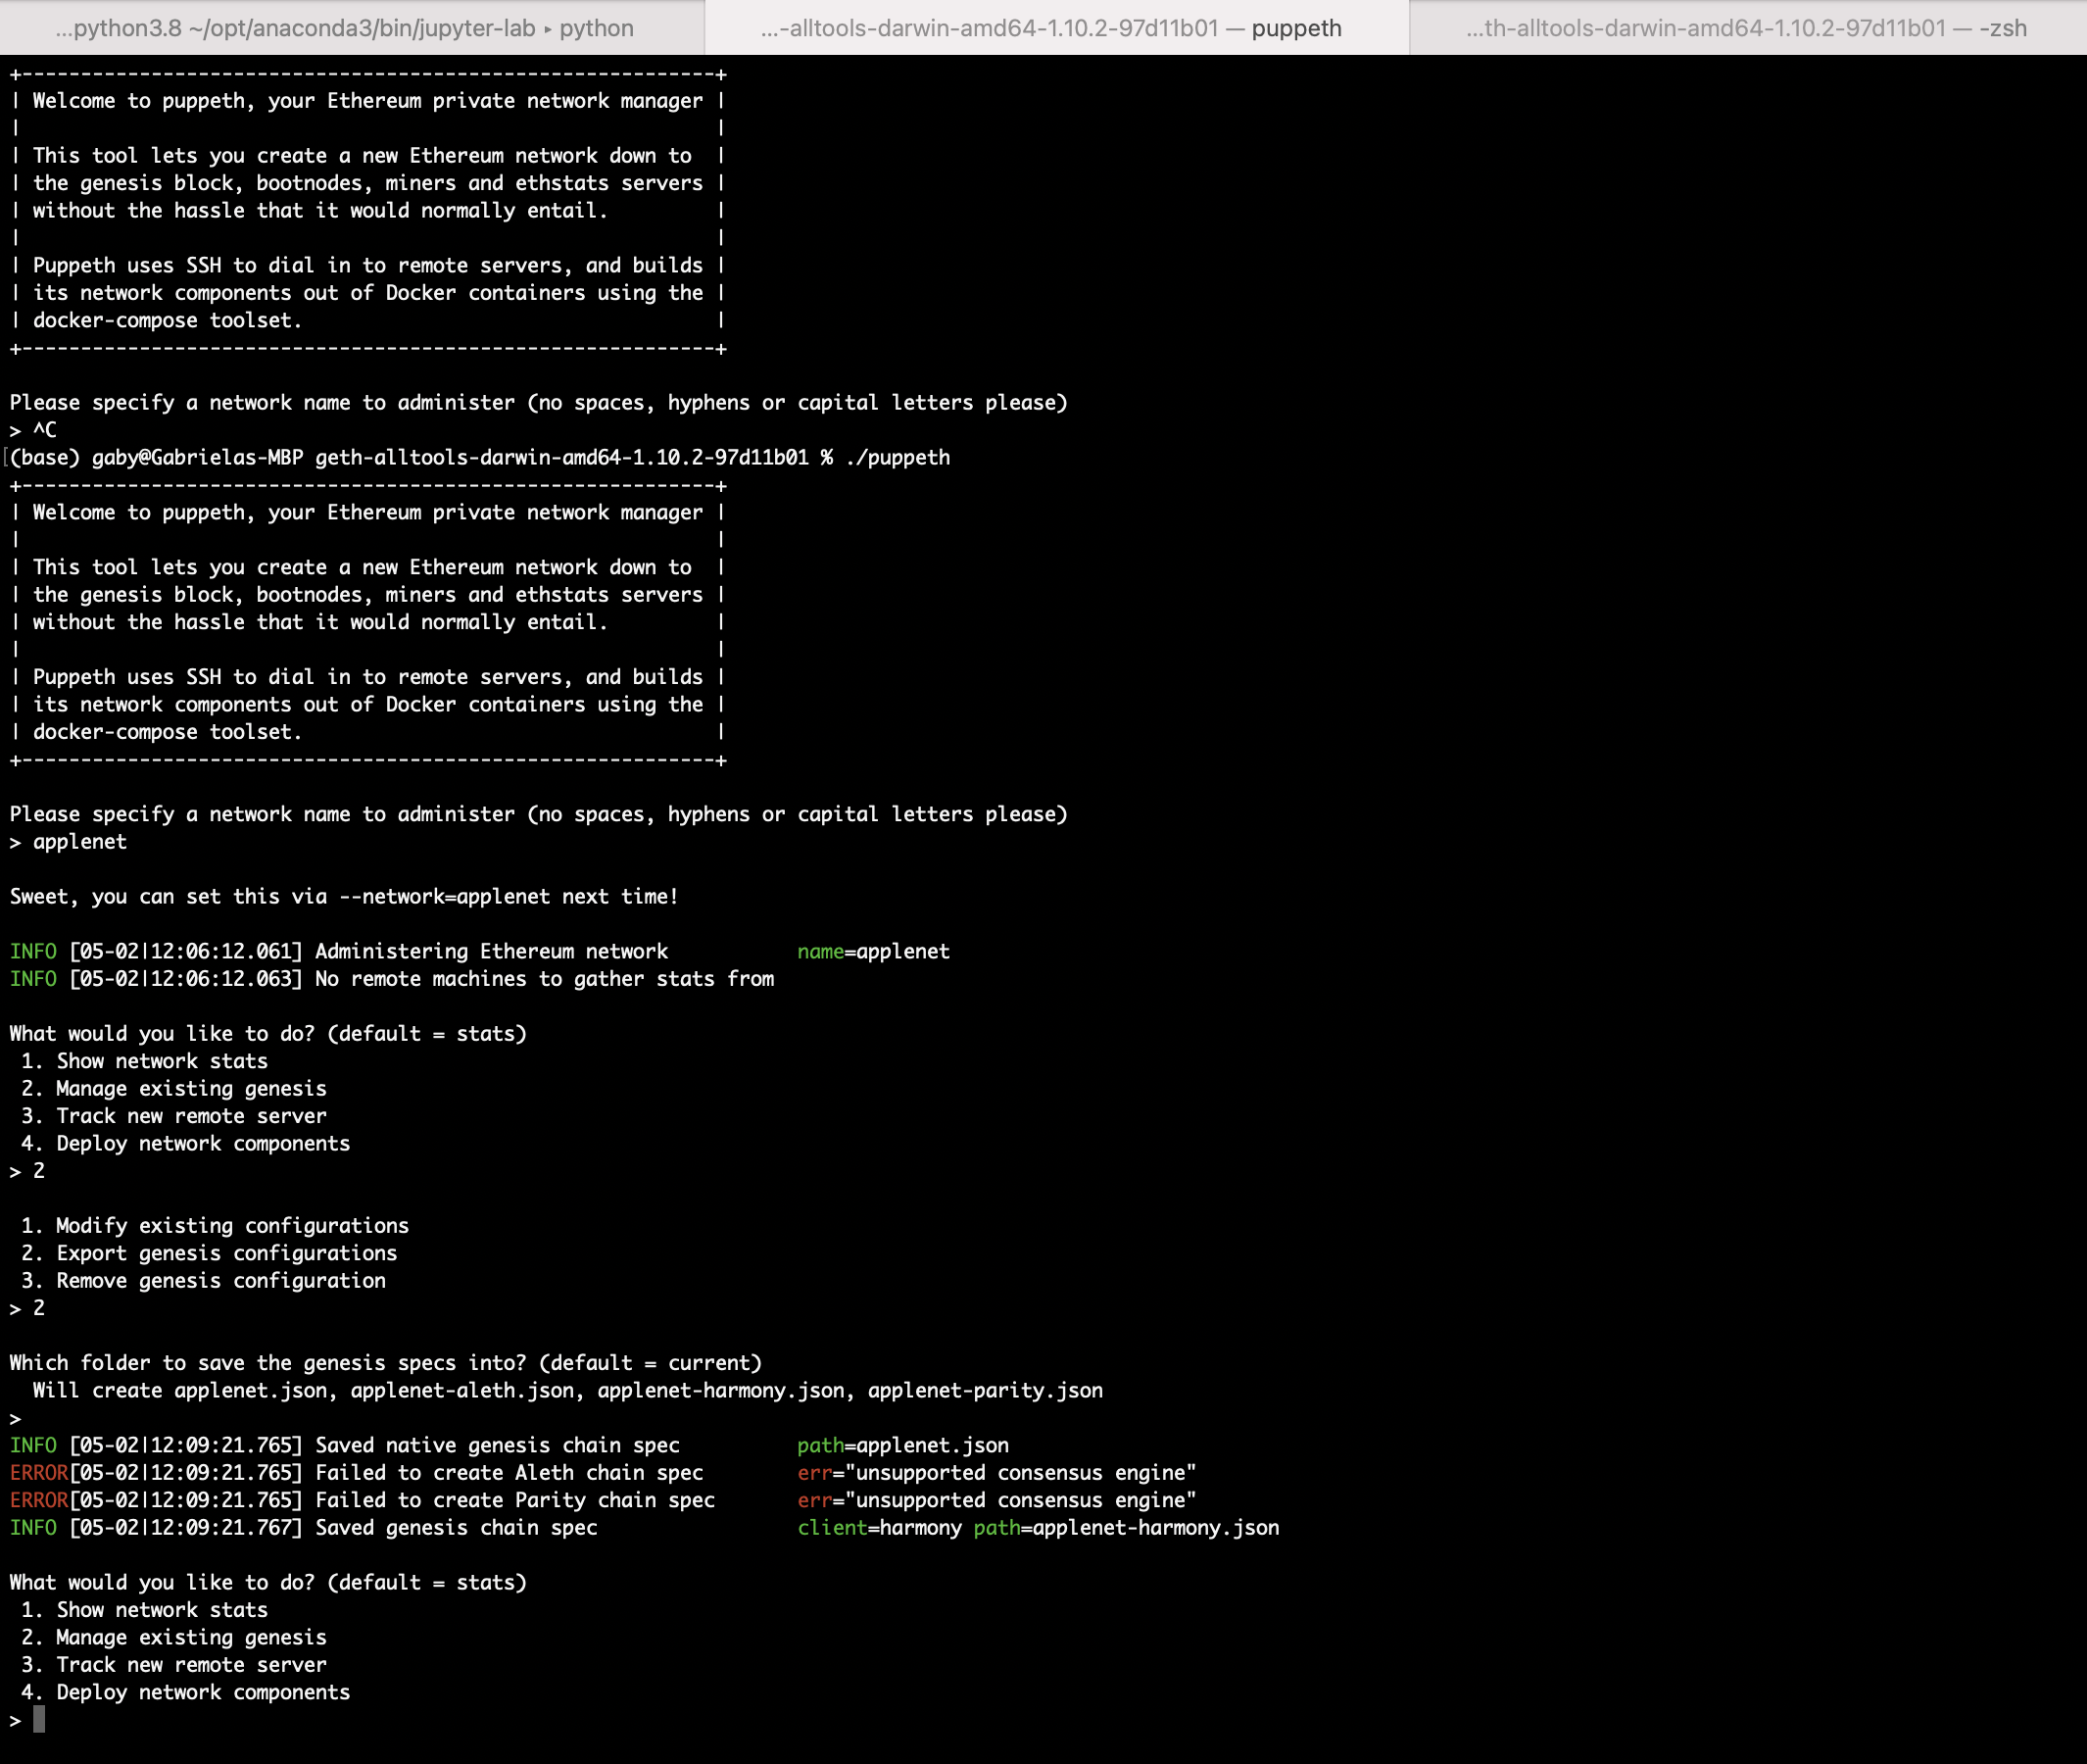 ...python3.8 ~/opt/anaconda3/bin/jupyter-lab ▸ python
...-alltools-darwin-amd64-1.10.2-97d11b01 — puppeth
...th-alltools-darwin-amd64-1.10.2-97d11b01 — -zsh
+-----------------------------------------------------------+
| Welcome to puppeth, your Ethereum private network manager |
|                                                           |
| This tool lets you create a new Ethereum network down to  |
| the genesis block, bootnodes, miners and ethstats servers |
| without the hassle that it would normally entail.         |
|                                                           |
| Puppeth uses SSH to dial in to remote servers, and builds |
| its network components out of Docker containers using the |
| docker-compose toolset.                                   |
+-----------------------------------------------------------+
Please specify a network name to administer (no spaces, hyphens or capital letters please)
> ^C
[(base) gaby@Gabrielas-MBP geth-alltools-darwin-amd64-1.10.2-97d11b01 % ./puppeth
+-----------------------------------------------------------+
| Welcome to puppeth, your Ethereum private network manager |
|                                                           |
| This tool lets you create a new Ethereum network down to  |
| the genesis block, bootnodes, miners and ethstats servers |
| without the hassle that it would normally entail.         |
|                                                           |
| Puppeth uses SSH to dial in to remote servers, and builds |
| its network components out of Docker containers using the |
| docker-compose toolset.                                   |
+-----------------------------------------------------------+
Please specify a network name to administer (no spaces, hyphens or capital letters please)
> applenet
Sweet, you can set this via --network=applenet next time!
INFO [05-02|12:06:12.061] Administering Ethereum network           name=applenet
INFO [05-02|12:06:12.063] No remote machines to gather stats from
What would you like to do? (default = stats)
 1. Show network stats
 2. Manage existing genesis
 3. Track new remote server
 4. Deploy network components
> 2
 1. Modify existing configurations
 2. Export genesis configurations
 3. Remove genesis configuration
> 2
Which folder to save the genesis specs into? (default = current)
  Will create applenet.json, applenet-aleth.json, applenet-harmony.json, applenet-parity.json
>
INFO [05-02|12:09:21.765] Saved native genesis chain spec          path=applenet.json
ERROR[05-02|12:09:21.765] Failed to create Aleth chain spec        err="unsupported consensus engine"
ERROR[05-02|12:09:21.765] Failed to create Parity chain spec       err="unsupported consensus engine"
INFO [05-02|12:09:21.767] Saved genesis chain spec                 client=harmony path=applenet-harmony.json
What would you like to do? (default = stats)
 1. Show network stats
 2. Manage existing genesis
 3. Track new remote server
 4. Deploy network components
>